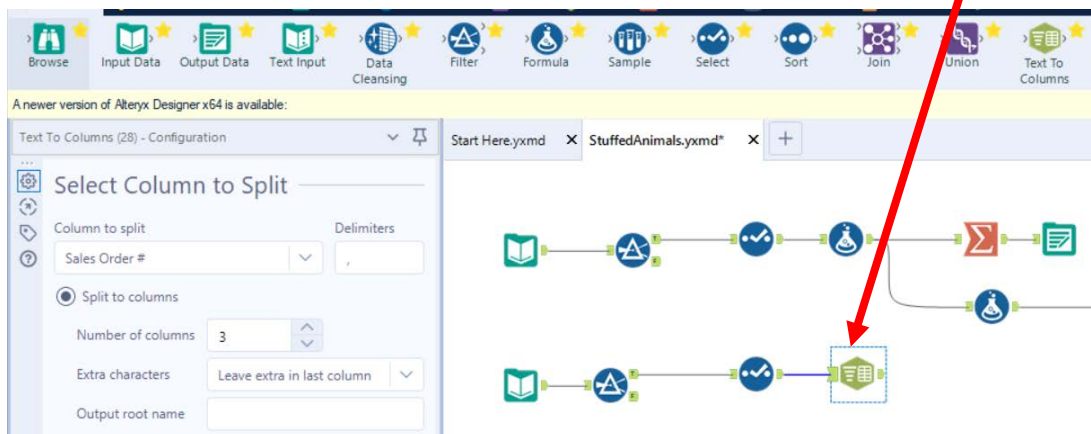 Browse
Input Data
Output Data
Text Input
Data
Cleansing
Filter
Formula
Sample
Select
Sort
Join
Union
Text To
Columns
A newer version of Alteryx Designer x64 is available:
Text To Columns (28) - Configuration
Start Here.yxmd X StuffedAnimals.yxmd* X +
Select Column to Split
Column to split Delimiters
Sales Order # ,
Split to columns
Number of columns 3
Extra characters Leave extra in last column
Output root name
T
F
T
F